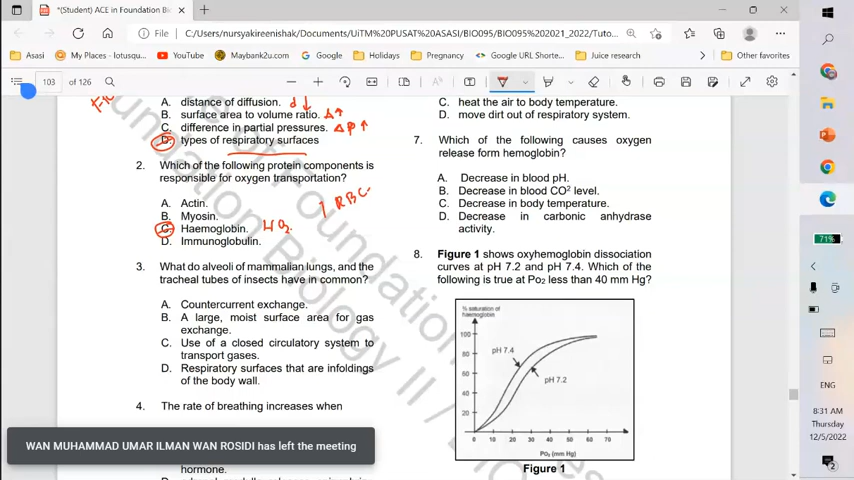 *(Student) ACE in Foundation Bi
File
C:/Users/nursyakireenishak/Documents/UiTM%20PUSAT%20ASASI/BIO095%202021_2022/Tuto...
Asasi
My Places - lotusqu...
YouTube
Maybank2u.com
Google
Holidays
Pregnancy
Google URL Shorte...
Juice research
Other favorites
103 of 126
A. distance of diffusion. d↓
B. surface area to volume ratio. Δ↑
C. difference in partial pressures. ΔP ↑
D. types of respiratory surfaces
2. Which of the following protein components is
responsible for oxygen transportation?
A. Actin.
B. Myosin.
C. Haemoglobin.
D. Immunoglobulin.
RBC
3. What do alveoli of mammalian lungs, and the
tracheal tubes of insects have in common?
A. Countercurrent exchange.
B. A large, moist surface area for gas
exchange.
C. Use of a closed circulatory system to
transport gases.
D. Respiratory surfaces that are infoldings
of the body wall.
4. The rate of breathing increases when
hormone.
C. heat the air to body temperature.
D. move dirt out of respiratory system.
7. Which of the following causes oxygen
release form hemoglobin?
A. Decrease in blood pH.
B. Decrease in blood CO² level.
C. Decrease in body temperature.
D. Decrease in carbonic anhydrase
activity.
8. Figure 1 shows oxyhemoglobin dissociation
curves at pH 7.2 and pH 7.4. Which of the
following is true at Po₂ less than 40 mm Hg?
% saturation of
haemoglobin
100
80
60
40
20
pH 7.4
pH 7.2
0 10 20 30 40 50 60 70
Po₂ (mm Hg)
Figure 1
of Foundation
Foundation
Biology II
WAN MUHAMMAD UMAR ILMAN WAN ROSIDI has left the meeting
71%
ENG
8:31 AM
Thursday
12/5/2022
2